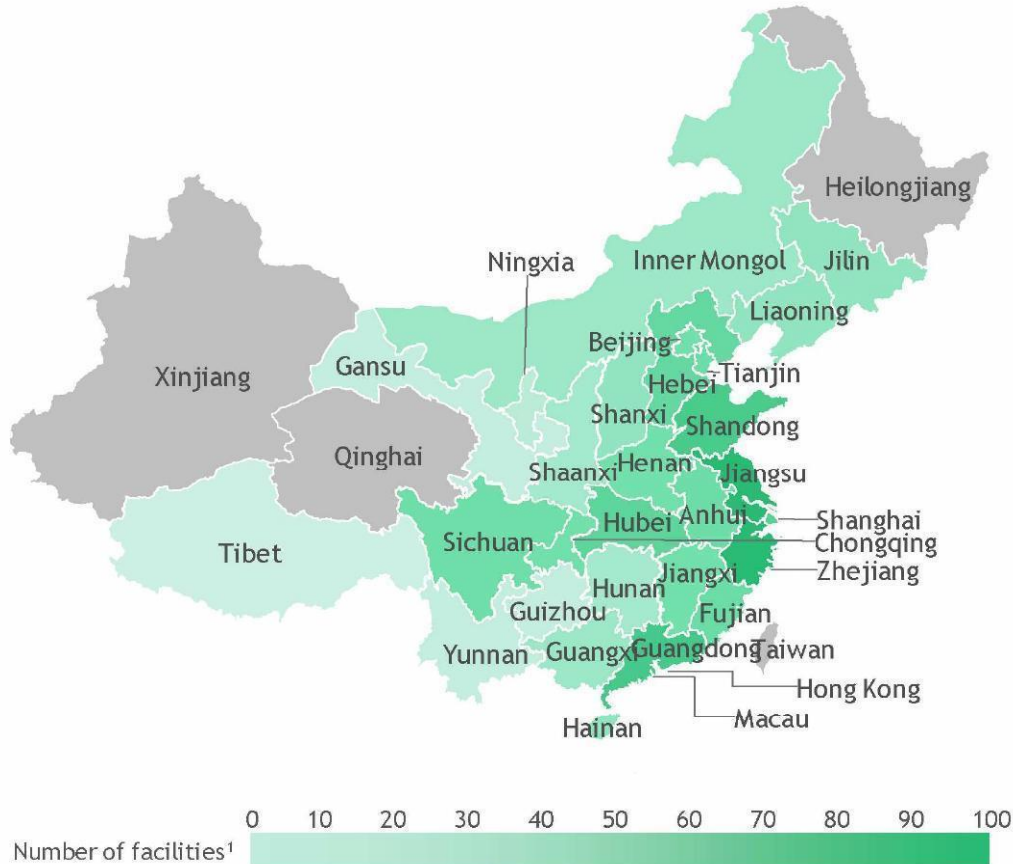 Heilongjiang
Ningxia
Inner Mongol
Jilin
Liaoning
Beijing
Gansu
Xinjiang
Tianjin
Hebei
Shanxi
Shandong
Qinghai
Henan
Shaanxi
Jiangsu
Anhui
Shanghai
Hubei
Sichuan
Chongqing
Tibet
Zhejiang
Jiangxi
Hunan
Guizhou
Fujian
Guangdong
Taiwan
Yunnan
Guangxi
Hong Kong
Macau
Hainan
0 10 20 30 40 50 60 70 80 90 100
Number of facilities¹